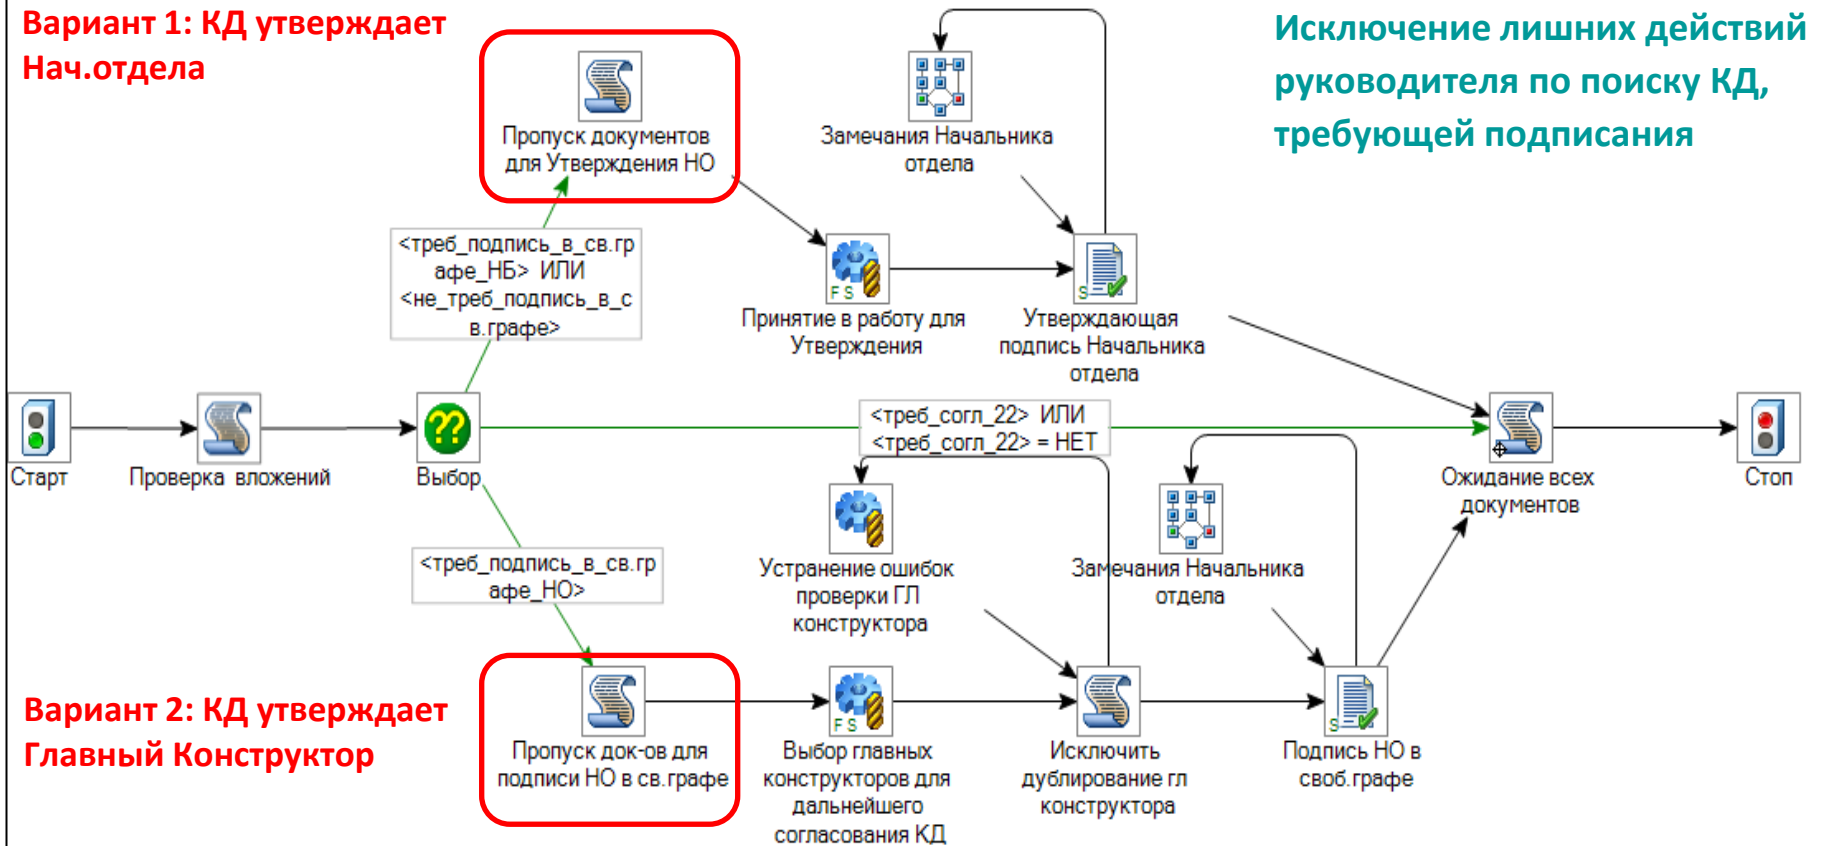 Вариант 1: КД утверждает
Нач.отдела
Исключение лишних действий
руководителя по поиску КД,
требующей подписания
Пропуск документов
для Утверждения НО
Замечания Начальника
отдела
<треб_подпись_в_св.гр
афе_НБ> ИЛИ
<не_треб_подпись_в_с
в.графе>
F S
Принятие в работу для
Утверждения
S
Утверждающая
подпись Начальника
отдела
Старт
Проверка вложений
??
Выбор
<треб_согл_22> ИЛИ
<треб_согл_22> = НЕТ
Ожидание всех
документов
Стоп
<треб_подпись_в_св.гр
афе_НО>
Устранение ошибок
проверки ГЛ
конструктора
Замечания Начальника
отдела
Вариант 2: КД утверждает
Главный Конструктор
Пропуск док-ов для
подписи НО в св.графе
F S
Выбор главных
конструкторов для
дальнейшего
согласования КД
Исключить
дублирование гл
конструктора
S
Подпись НО в
своб.графе